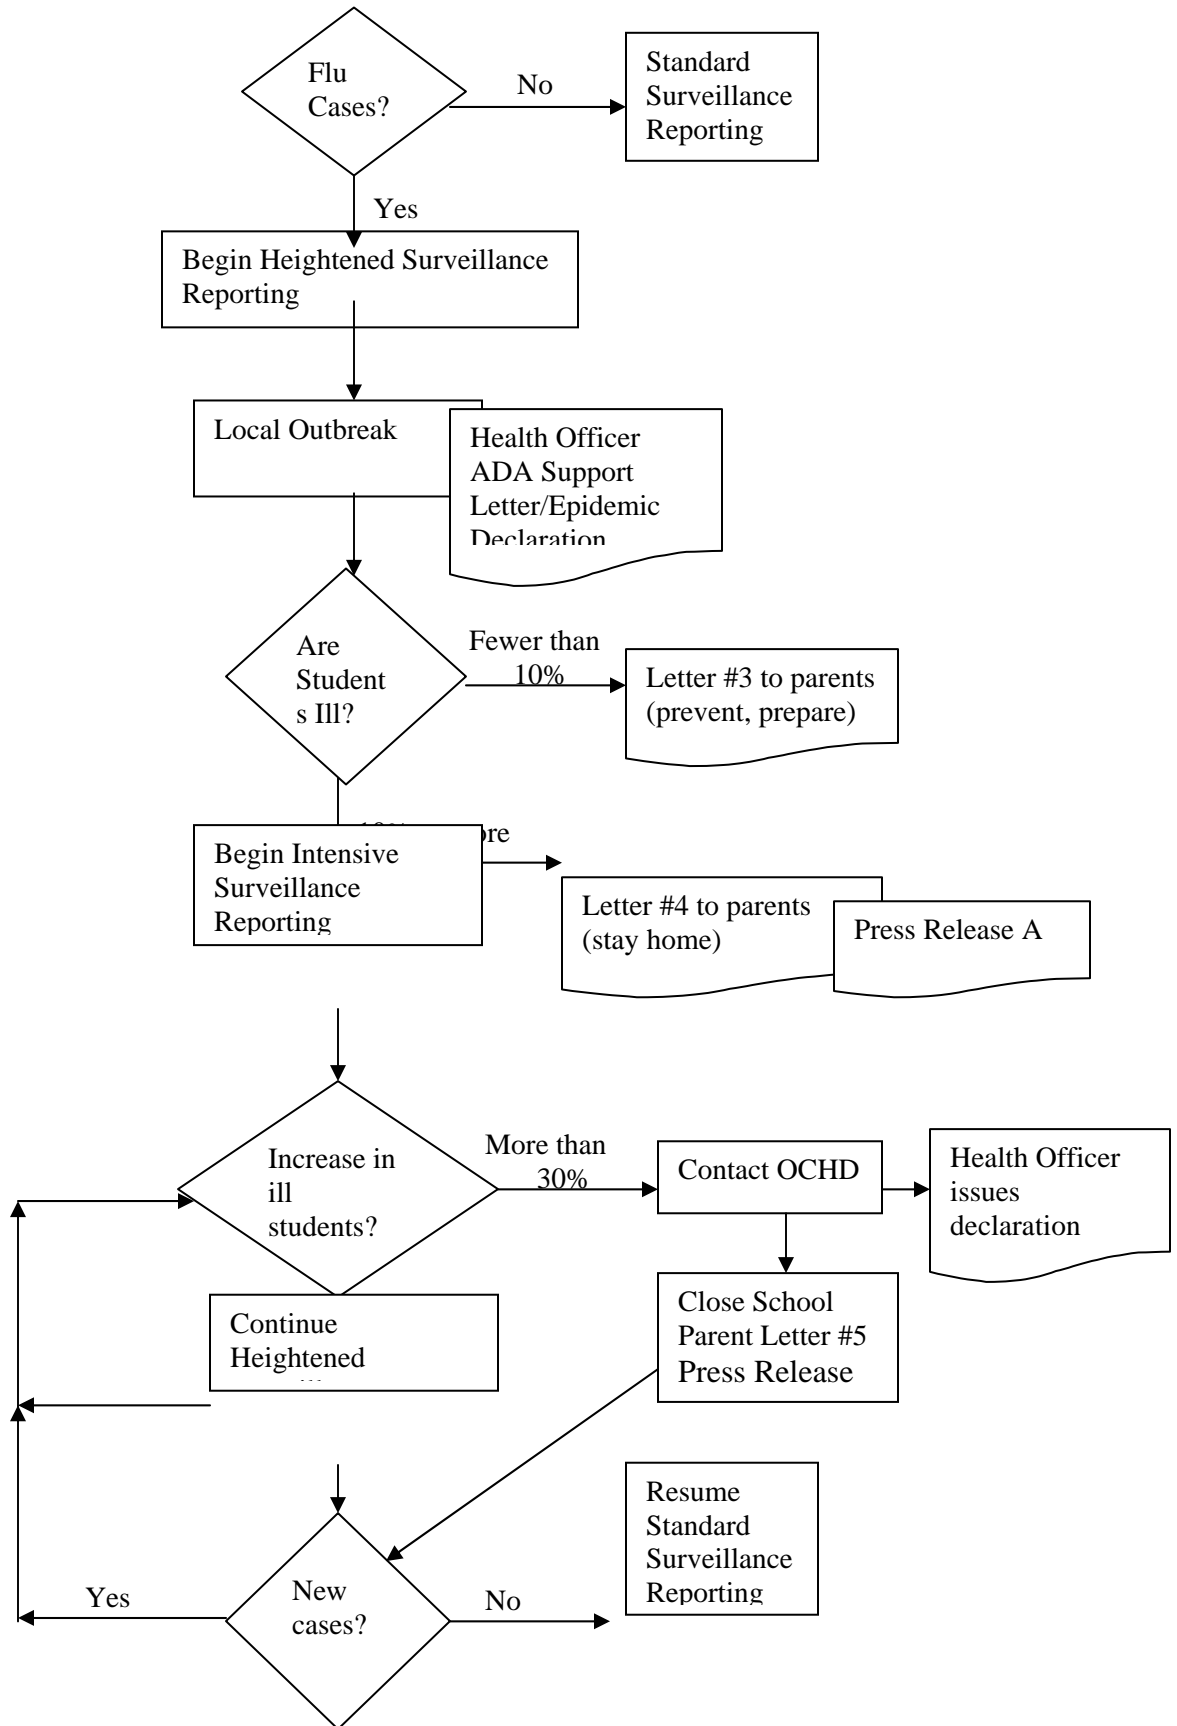 Flu
Cases?
No
Standard
Surveillance
Reporting
Yes
Begin Heightened Surveillance
Reporting
Local Outbreak
Health Officer
ADA Support
Letter/Epidemic
Declaration
Are
Student
s Ill?
Fewer than
10%
Letter #3 to parents
(prevent, prepare)
Begin Intensive
Surveillance
Reporting
Letter #4 to parents
(stay home)
Press Release A
Increase in
ill
students?
More than
30%
Contact OCHD
Health Officer
issues
declaration
Continue
Heightened
Close School
Parent Letter #5
Press Release
Resume
Standard
Surveillance
Reporting
Yes
New
cases?
No